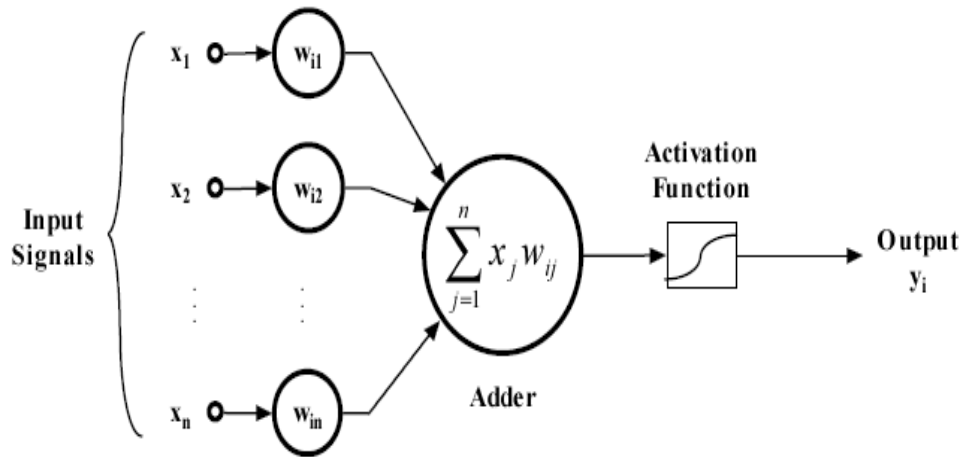 x₁ wᵢ₁
x₂ wᵢ₂
Input
Signals
xₙ wᵢₙ
n
∑ xⱼ wᵢⱼ
j=1
Adder
Activation
Function
Output
yᵢ